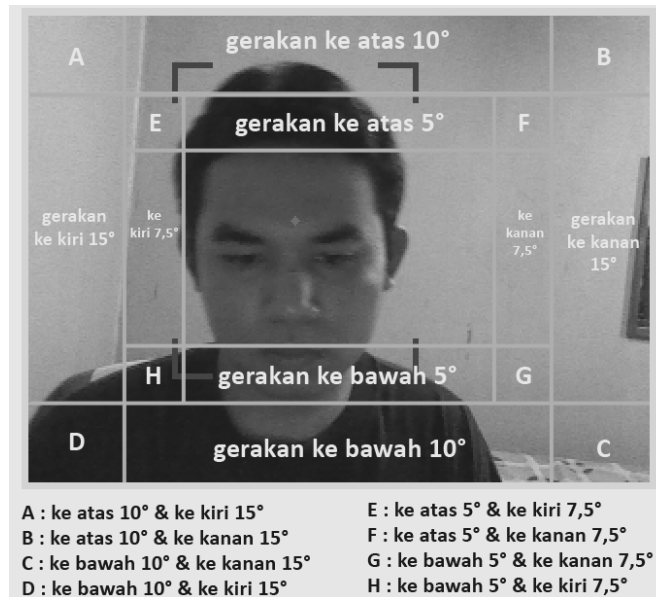 A
gerakan ke atas 10°
B
E
gerakan ke atas 5°
F
gerakan
ke kiri 15°
ke
kiri 7,5°
ke
kanan
7,5°
gerakan
ke kanan
15°
H
gerakan ke bawah 5°
G
D
gerakan ke bawah 10°
C
A : ke atas 10° & ke kiri 15°
B : ke atas 10° & ke kanan 15°
C : ke bawah 10° & ke kanan 15°
D : ke bawah 10° & ke kiri 15°
E : ke atas 5° & ke kiri 7,5°
F : ke atas 5° & ke kanan 7,5°
G : ke bawah 5° & ke kanan 7,5°
H : ke bawah 5° & ke kiri 7,5°